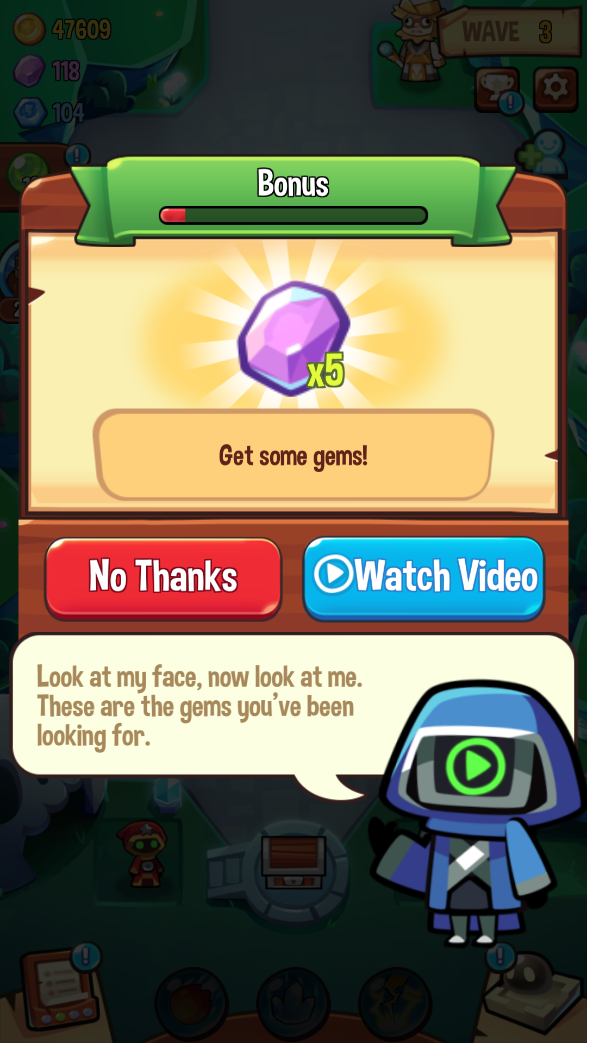 47609
WAVE 3
118
104
Bonus
x5
Get some gems!
No Thanks
Watch Video
Look at my face, now look at me.
These are the gems you've been
looking for.